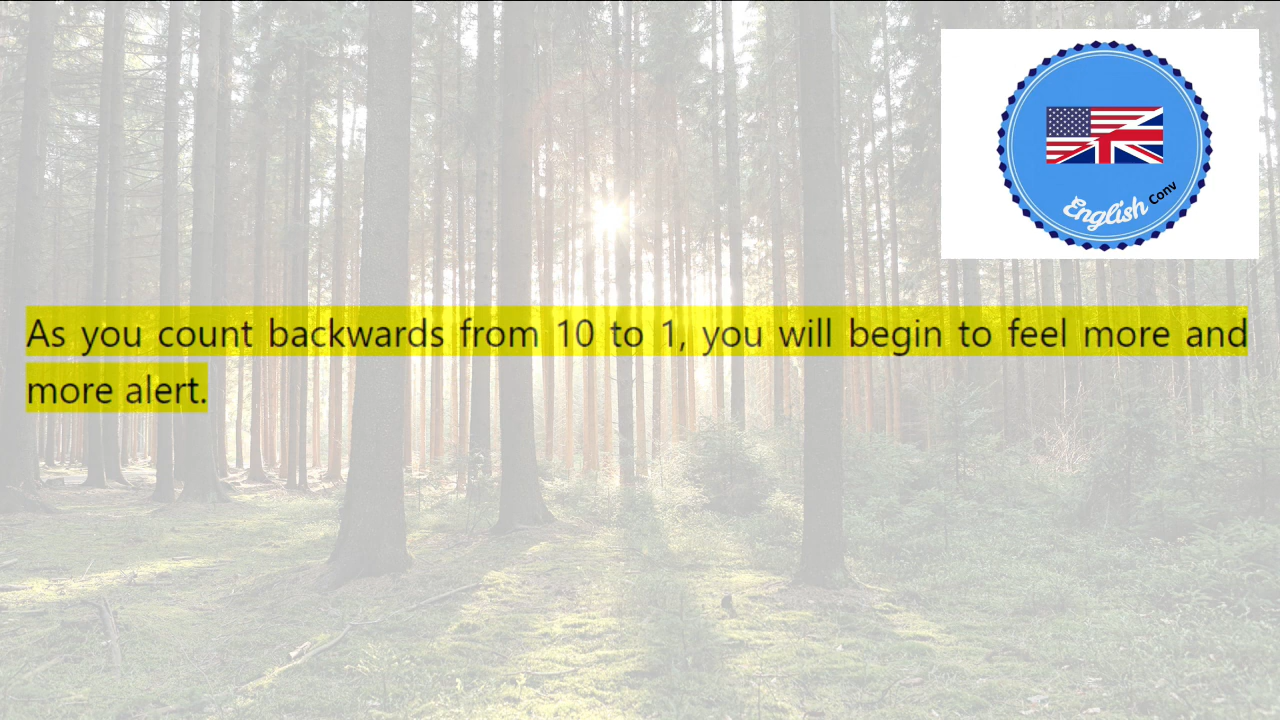 English Conv
As you count backwards from 10 to 1, you will begin to feel more and
more alert.